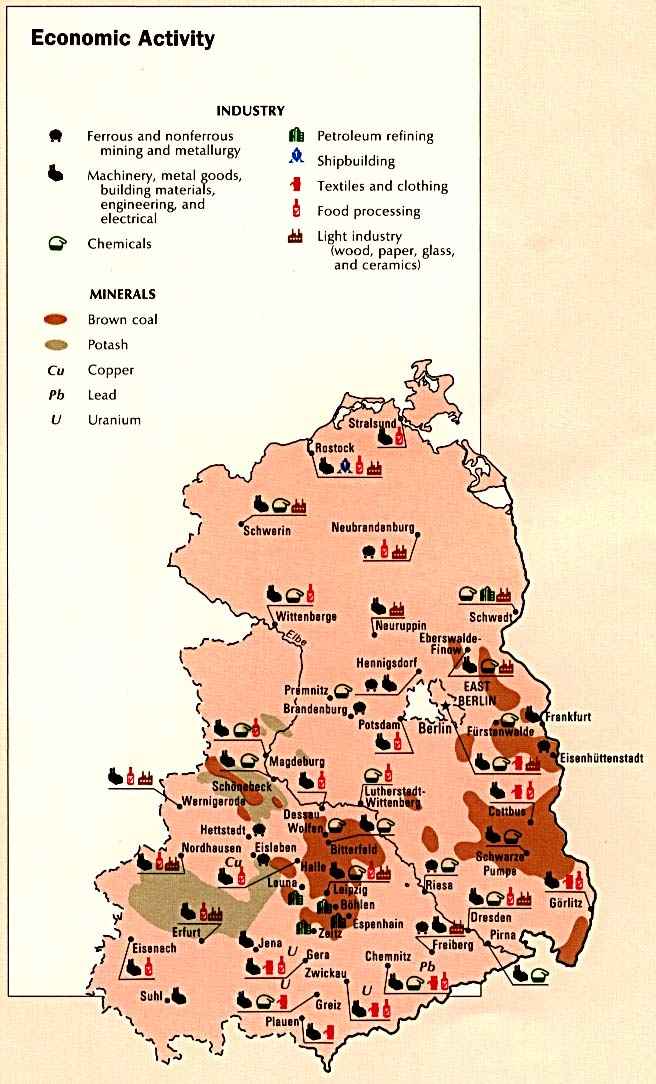 Economic Activity
INDUSTRY
Ferrous and nonferrous
mining and metallurgy
Machinery, metal goods,
building materials,
engineering, and
electrical
Chemicals
Petroleum refining
Shipbuilding
Textiles and clothing
Food processing
Light industry
(wood, paper, glass,
and ceramics)
MINERALS
Brown coal
Potash
Cu Copper
Pb Lead
U Uranium
Stralsund
Rostock
Schwerin
Neubrandenburg
Wittenberge
Elbe
Neuruppin
Schwedt
Eberswalde-
Finow
Hennigsdorf
Premnitz
Brandenburg
EAST
BERLIN
Potsdam
Berlin
Frankfurt
Fürstenwalde
Eisenhüttenstadt
Magdeburg
Schönebeck
Wernigerode
Dessau
Lutherstadt-
Wittenberg
Cottbus
Wolfen
Hettstedt
Bitterfeld
Nordhausen
Eisleben
Cu
Halle
Schwarze
Pumpe
Leuna
Leipzig
Riesa
Görlitz
Böhlen
Dresden
Espenhain
Erfurt
Zeitz
Pirna
Eisenach
Jena
U
Gera
Freiberg
Chemnitz
Pb
Zwickau
U
U
Suhl
Greiz
Plauen